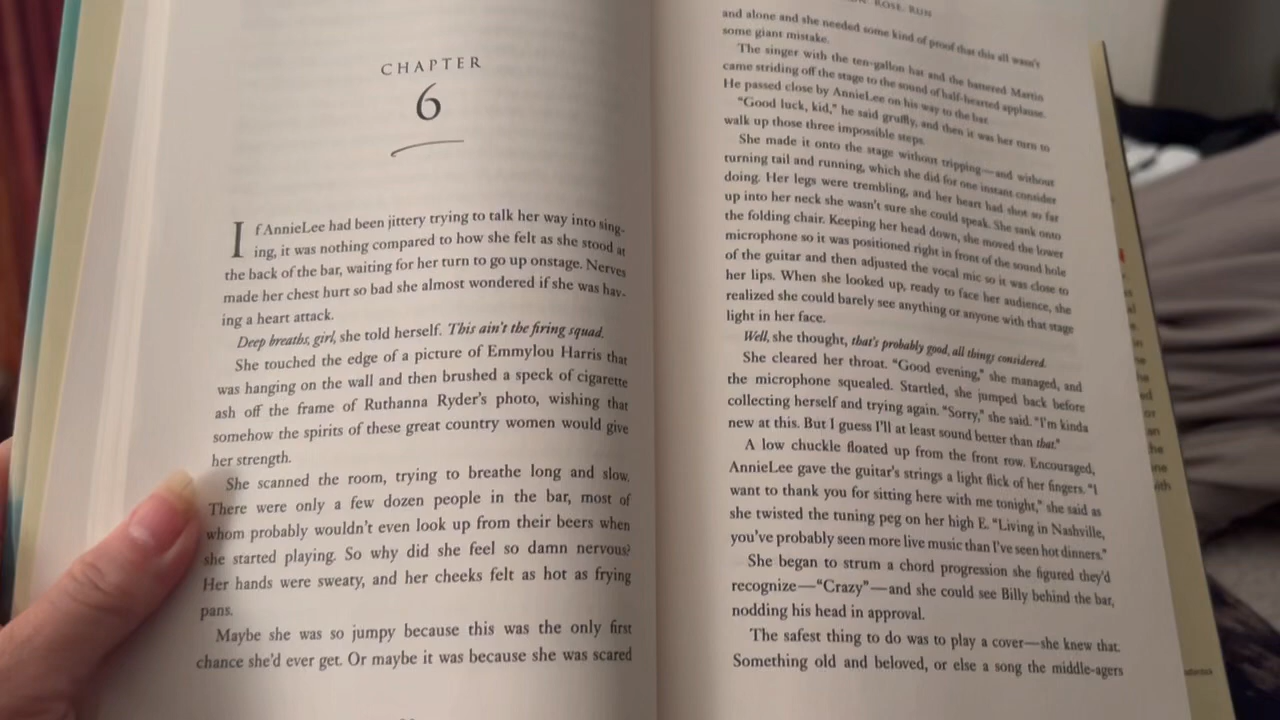 CHAPTER
6
If AnnieLee had been jittery trying to talk her way into sing-
ing, it was nothing compared to how she felt as she stood at
the back of the bar, waiting for her turn to go up onstage. Nerves
made her chest hurt so bad she almost wondered if she was hav-
ing a heart attack.
Deep breaths, girl, she told herself. This ain't the firing squad.
She touched the edge of a picture of Emmylou Harris that
was hanging on the wall and then brushed a speck of cigarette
ash off the frame of Ruthanna Ryder's photo, wishing that
somehow the spirits of these great country women would give
her strength.
She scanned the room, trying to breathe long and slow.
There were only a few dozen people in the bar, most of
whom probably wouldn't even look up from their beers when
she started playing. So why did she feel so damn nervous?
Her hands were sweaty, and her cheeks felt as hot as frying
pans.
Maybe she was so jumpy because this was the only first
chance she'd ever get. Or maybe it was because she was scared
ROSE, RUN
and alone and she needed some kind of proof that this all wasn't
some giant mistake.
The singer with the ten-gallon hat and the battered Martin
came striding off the stage to the sound of half-hearted applause.
He passed close by AnnieLee on his way to the bar.
"Good luck, kid," he said gruffly, and then it was her turn to
walk up those three impossible steps.
She made it onto the stage without tripping—and without
turning tail and running, which she did for one instant consider
doing. Her legs were trembling, and her heart had shot so far
up into her neck she wasn't sure she could speak. She sank onto
the folding chair. Keeping her head down, she moved the lower
microphone so it was positioned right in front of the sound hole
of the guitar and then adjusted the vocal mic so it was close to
her lips. When she looked up, ready to face her audience, she
realized she could barely see anything or anyone with that stage
light in her face.
Well, she thought, that's probably good, all things considered.
She cleared her throat. "Good evening," she managed, and
the microphone squealed. Startled, she jumped back before
collecting herself and trying again. "Sorry," she said. "I'm kinda
new at this. But I guess I'll at least sound better than that."
A low chuckle floated up from the front row. Encouraged,
AnnieLee gave the guitar's strings a light flick of her fingers. "I
want to thank you for sitting here with me tonight," she said as
she twisted the tuning peg on her high E. "Living in Nashville,
you've probably seen more live music than I've seen hot dinners."
She began to strum a chord progression she figured they'd
recognize—"Crazy"—and she could see Billy behind the bar,
nodding his head in approval.
The safest thing to do was to play a cover—she knew that.
Something old and beloved, or else a song the middle-agers